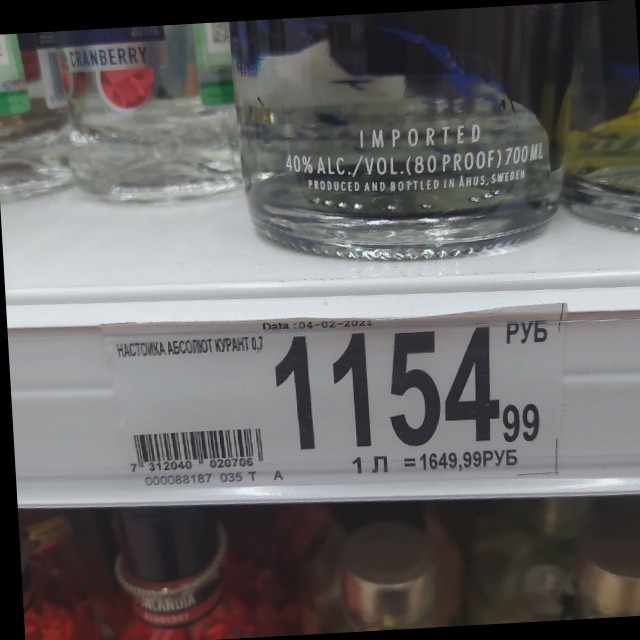 CRANBERRY
IMPORTED
40% ALC./VOL.(80 PROOF) 700 ML
PRODUCED AND BOTTLED IN ÅHUS, SWEDEN
Data :04-02-2021
НАСТОЙКА АБСОЛЮТ КУРАНТ 0,7
1154 99 РУБ
7 312040 020706
1 Л =1649,99РУБ
000088187 035 Т А